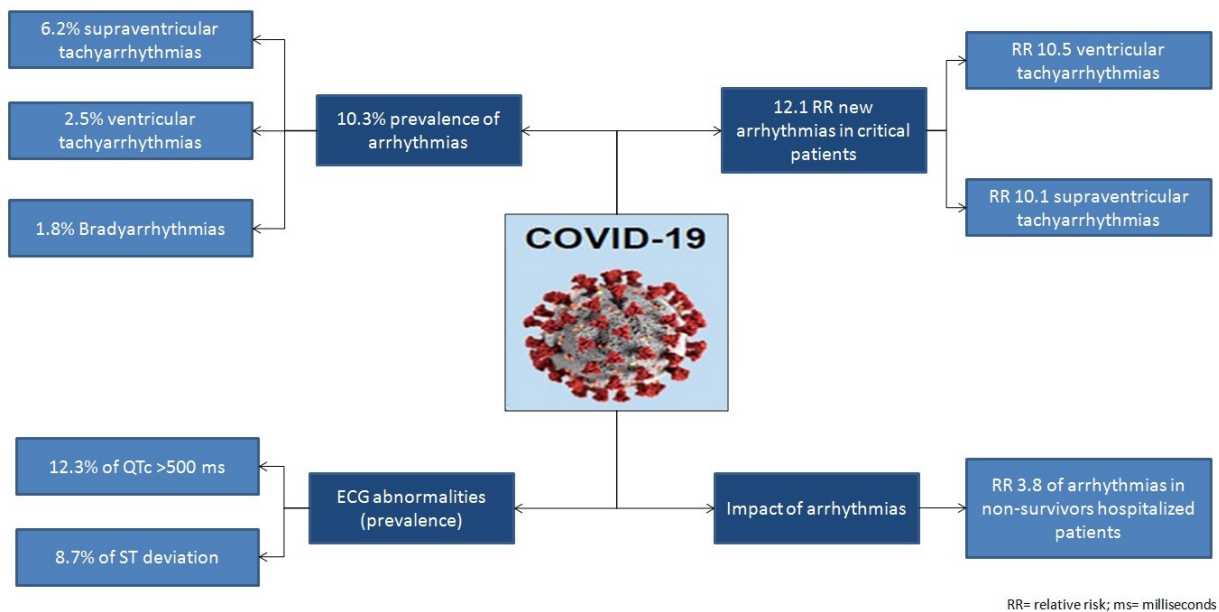 6.2% supraventricular
tachyarrhythmias
2.5% ventricular
tachyarrhythmias
1.8% Bradyarrhythmias
10.3% prevalence of
arrhythmias
12.1 RR new
arrhythmias in critical
patients
RR 10.5 ventricular
tachyarrhythmias
RR 10.1 supraventricular
tachyarrhythmias
COVID-19
12.3% of QTc >500 ms
8.7% of ST deviation
ECG abnormalities
(prevalence)
Impact of arrhythmias
RR 3.8 of arrhythmias in
non-survivors hospitalized
patients
RR= relative risk; ms= milliseconds